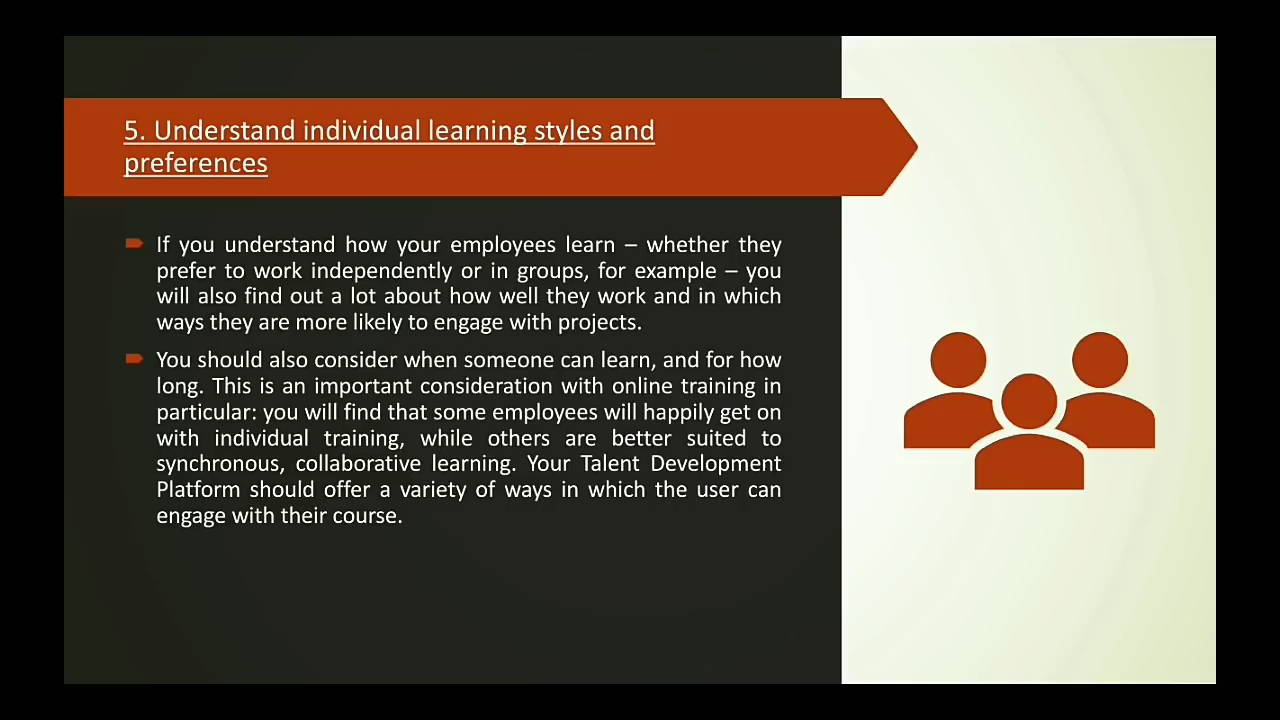 5. Understand individual learning styles and
preferences
If you understand how your employees learn – whether they
prefer to work independently or in groups, for example – you
will also find out a lot about how well they work and in which
ways they are more likely to engage with projects.
You should also consider when someone can learn, and for how
long. This is an important consideration with online training in
particular: you will find that some employees will happily get on
with individual training, while others are better suited to
synchronous, collaborative learning. Your Talent Development
Platform should offer a variety of ways in which the user can
engage with their course.